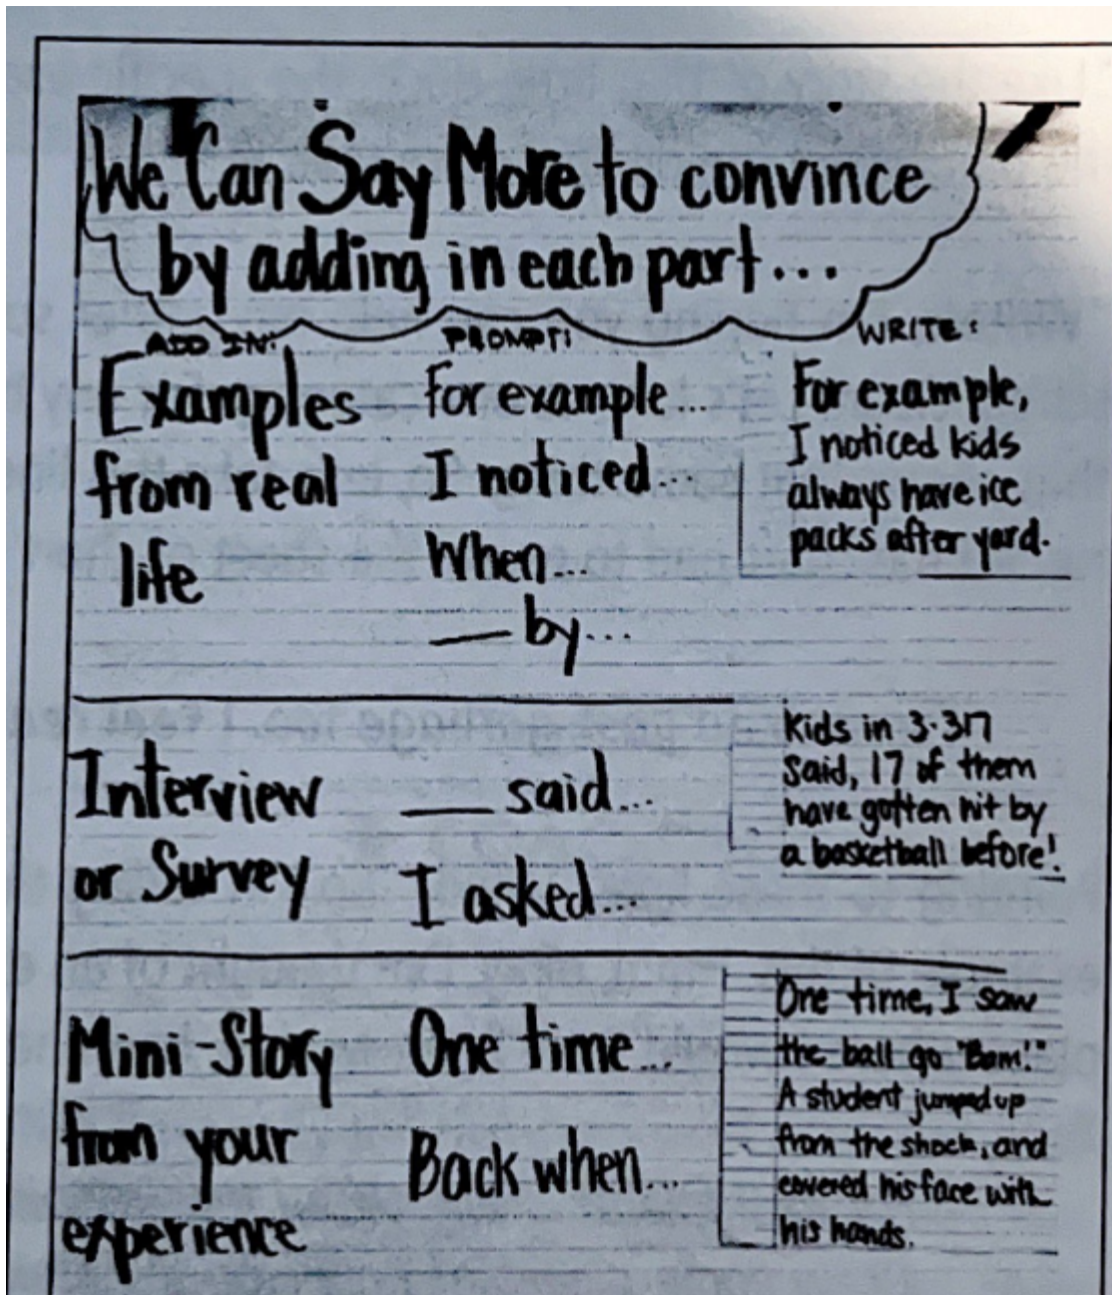 We Can Say More to convince
by adding in each part...
ADD IN:
Examples
from real
life
PROMPT:
For example...
I noticed...
When...
— by...
WRITE:
For example,
I noticed kids
always have ice
packs after yard.
Interview
or Survey
— said...
I asked...
Kids in 3-317
said, 17 of them
have gotten hit by
a basketball before!
Mini-Story
from your
experience
One time...
Back when...
One time, I saw
the ball go "Bam!"
A student jumped up
from the shock, and
covered his face with
his hands.